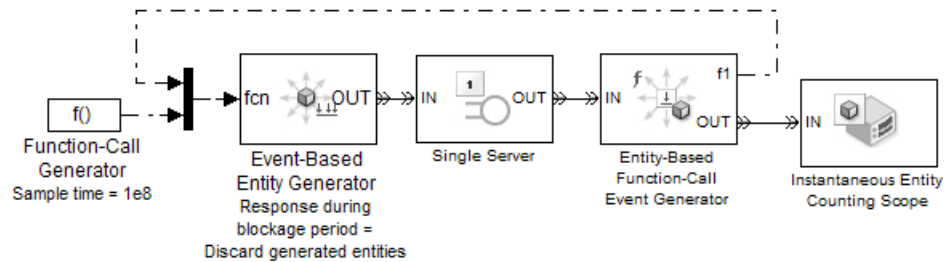 f()
Function-Call
Generator
Sample time = 1e8
fcn
OUT
Event-Based
Entity Generator
Response during
blockage period =
Discard generated entities
IN
1
OUT
Single Server
f
IN
f1
OUT
Entity-Based
Function-Call
Event Generator
IN
Instantaneous Entity
Counting Scope